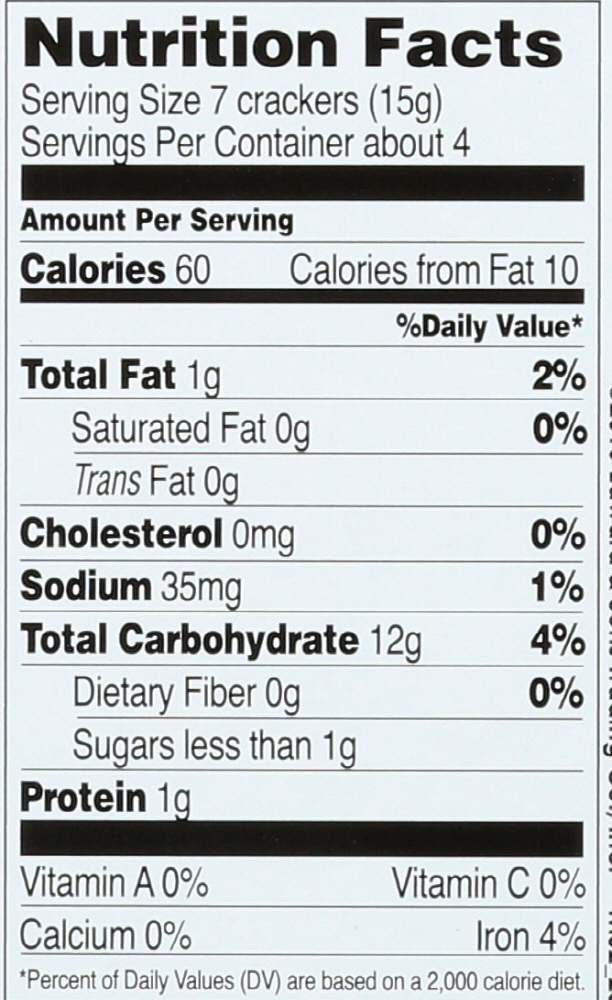 Nutrition Facts
Serving Size 7 crackers (15g)
Servings Per Container about 4
Amount Per Serving
Calories 60 Calories from Fat 10
%Daily Value*
Total Fat 1g 2%
Saturated Fat 0g 0%
Trans Fat 0g
Cholesterol 0mg 0%
Sodium 35mg 1%
Total Carbohydrate 12g 4%
Dietary Fiber 0g 0%
Sugars less than 1g
Protein 1g
Vitamin A 0% Vitamin C 0%
Calcium 0% Iron 4%
*Percent of Daily Values (DV) are based on a 2,000 calorie diet.